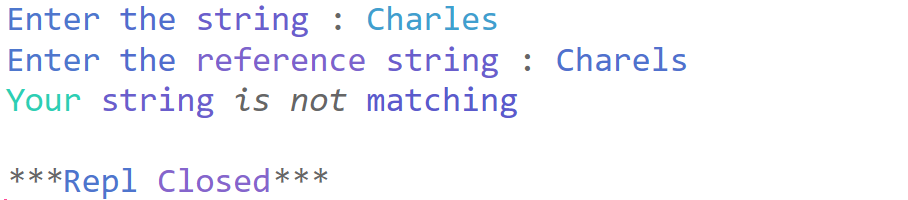 Enter the string : Charles
Enter the reference string : Charels
Your string is not matching
***Repl Closed***